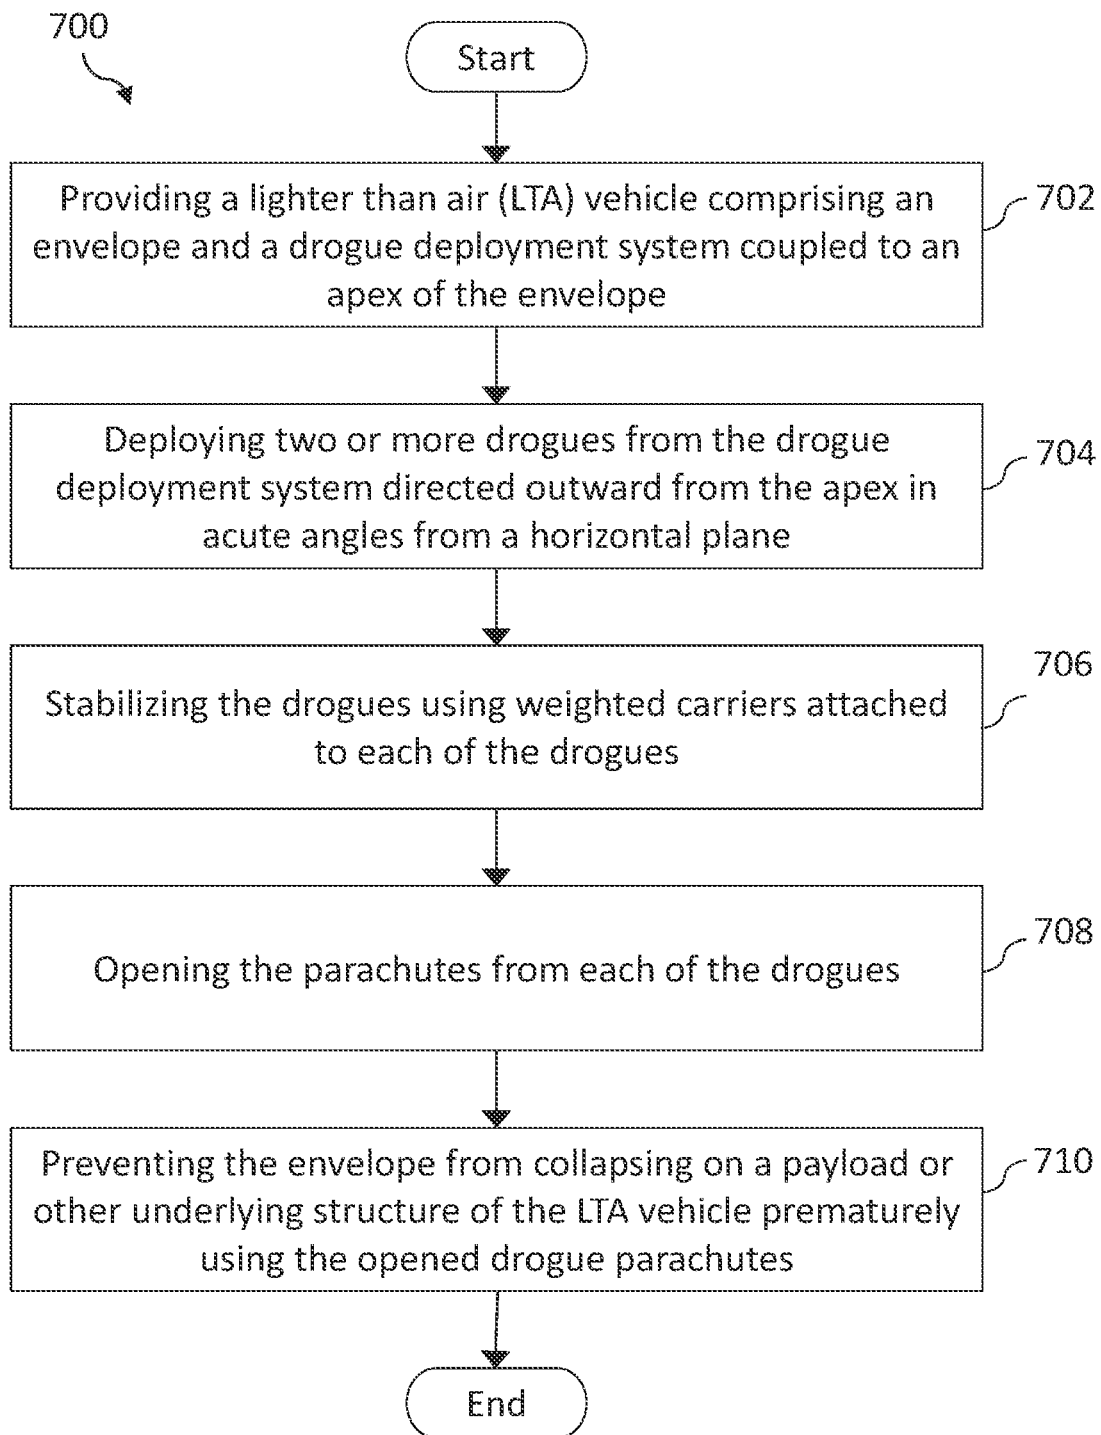 700
Start
Providing a lighter than air (LTA) vehicle comprising an
envelope and a drogue deployment system coupled to an
apex of the envelope
702
Deploying two or more drogues from the drogue
deployment system directed outward from the apex in
acute angles from a horizontal plane
704
Stabilizing the drogues using weighted carriers attached
to each of the drogues
706
Opening the parachutes from each of the drogues
708
Preventing the envelope from collapsing on a payload or
other underlying structure of the LTA vehicle prematurely
using the opened drogue parachutes
710
End